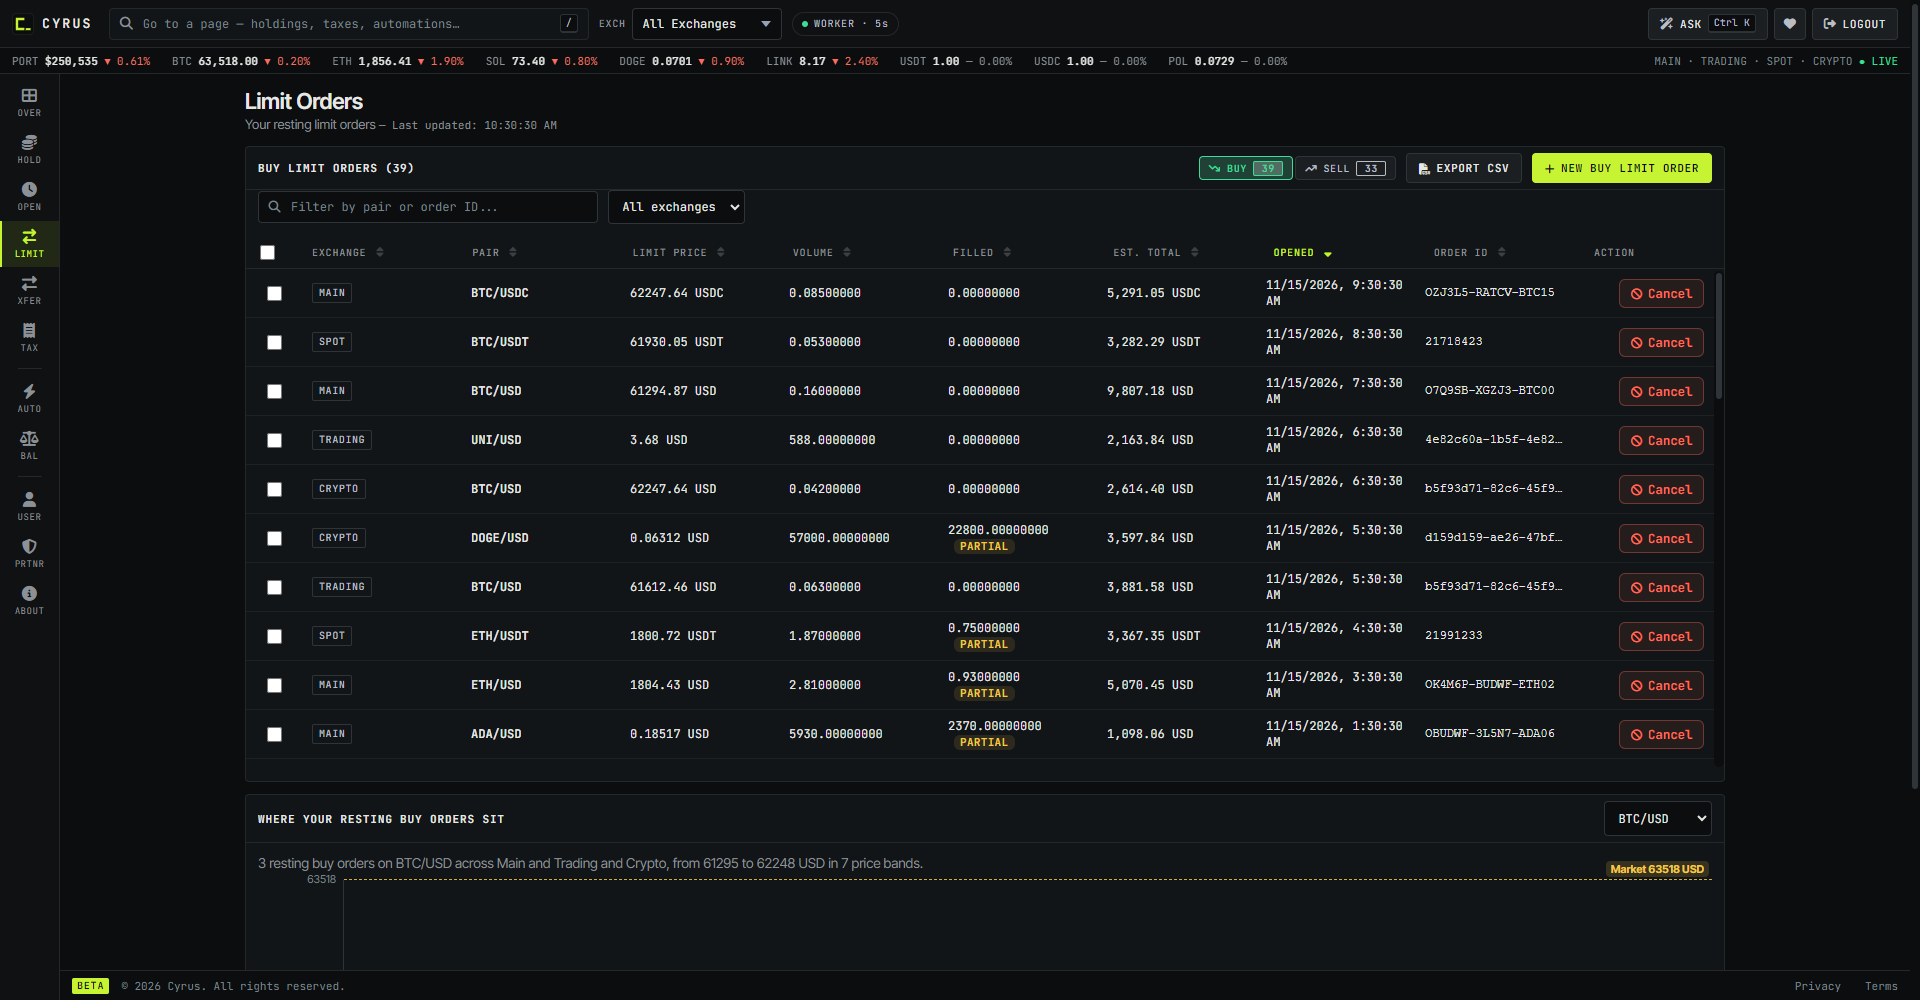 CYRUS
Go to a page — holdings, taxes, automations…
/
EXCH
All Exchanges
WORKER · 5s
ASK Ctrl K
LOGOUT
PORT $250,535 ▼ 0.61% BTC 63,518.00 ▼ 0.20% ETH 1,856.41 ▼ 1.90% SOL 73.40 ▼ 0.80% DOGE 0.0701 ▼ 0.90% LINK 8.17 ▼ 2.40% USDT 1.00 — 0.00% USDC 1.00 — 0.00% POL 0.0729 — 0.00%
MAIN · TRADING · SPOT · CRYPTO ● LIVE
OVER
HOLD
OPEN
LIMIT
XFER
TAX
AUTO
BAL
USER
PRTNR
ABOUT
Limit Orders
Your resting limit orders — Last updated: 10:30:30 AM
BUY LIMIT ORDERS (39)
BUY 39
SELL 33
EXPORT CSV
+ NEW BUY LIMIT ORDER
Filter by pair or order ID...
All exchanges
EXCHANGE PAIR LIMIT PRICE VOLUME FILLED EST. TOTAL OPENED ORDER ID ACTION
MAIN BTC/USDC 62247.64 USDC 0.08500000 0.00000000 5,291.05 USDC 11/15/2026, 9:30:30 AM OZJ3L5-RATCV-BTC15 Cancel
SPOT BTC/USDT 61930.05 USDT 0.05300000 0.00000000 3,282.29 USDT 11/15/2026, 8:30:30 AM 21718423 Cancel
MAIN BTC/USD 61294.87 USD 0.16000000 0.00000000 9,807.18 USD 11/15/2026, 7:30:30 AM O7Q9SB-XGZJ3-BTC00 Cancel
TRADING UNI/USD 3.68 USD 588.00000000 0.00000000 2,163.84 USD 11/15/2026, 6:30:30 AM 4e82c60a-1b5f-4e82… Cancel
CRYPTO BTC/USD 62247.64 USD 0.04200000 0.00000000 2,614.40 USD 11/15/2026, 6:30:30 AM b5f93d71-82c6-45f9… Cancel
CRYPTO DOGE/USD 0.06312 USD 57000.00000000 22800.00000000 PARTIAL 3,597.84 USD 11/15/2026, 5:30:30 AM d159d159-ae26-47bf… Cancel
TRADING BTC/USD 61612.46 USD 0.06300000 0.00000000 3,881.58 USD 11/15/2026, 5:30:30 AM b5f93d71-82c6-45f9… Cancel
SPOT ETH/USDT 1800.72 USDT 1.87000000 0.75000000 PARTIAL 3,367.35 USDT 11/15/2026, 4:30:30 AM 21991233 Cancel
MAIN ETH/USD 1804.43 USD 2.81000000 0.93000000 PARTIAL 5,070.45 USD 11/15/2026, 3:30:30 AM OK4M6P-BUDWF-ETH02 Cancel
MAIN ADA/USD 0.18517 USD 5930.00000000 2370.00000000 PARTIAL 1,098.06 USD 11/15/2026, 1:30:30 AM OBUDWF-3L5N7-ADA06 Cancel
WHERE YOUR RESTING BUY ORDERS SIT
BTC/USD
3 resting buy orders on BTC/USD across Main and Trading and Crypto, from 61295 to 62248 USD in 7 price bands.
Market 63518 USD
63518
BETA © 2026 Cyrus. All rights reserved.
Privacy Terms